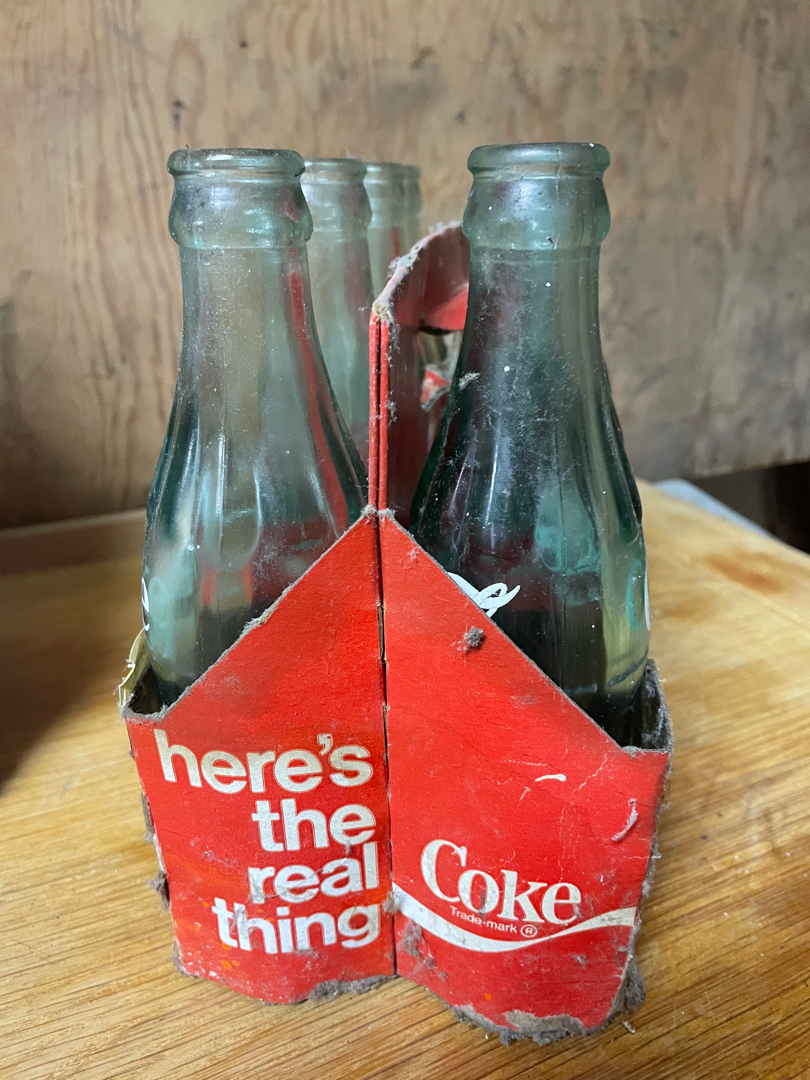 here's
the
real
thing
Coke
Trade-mark ®